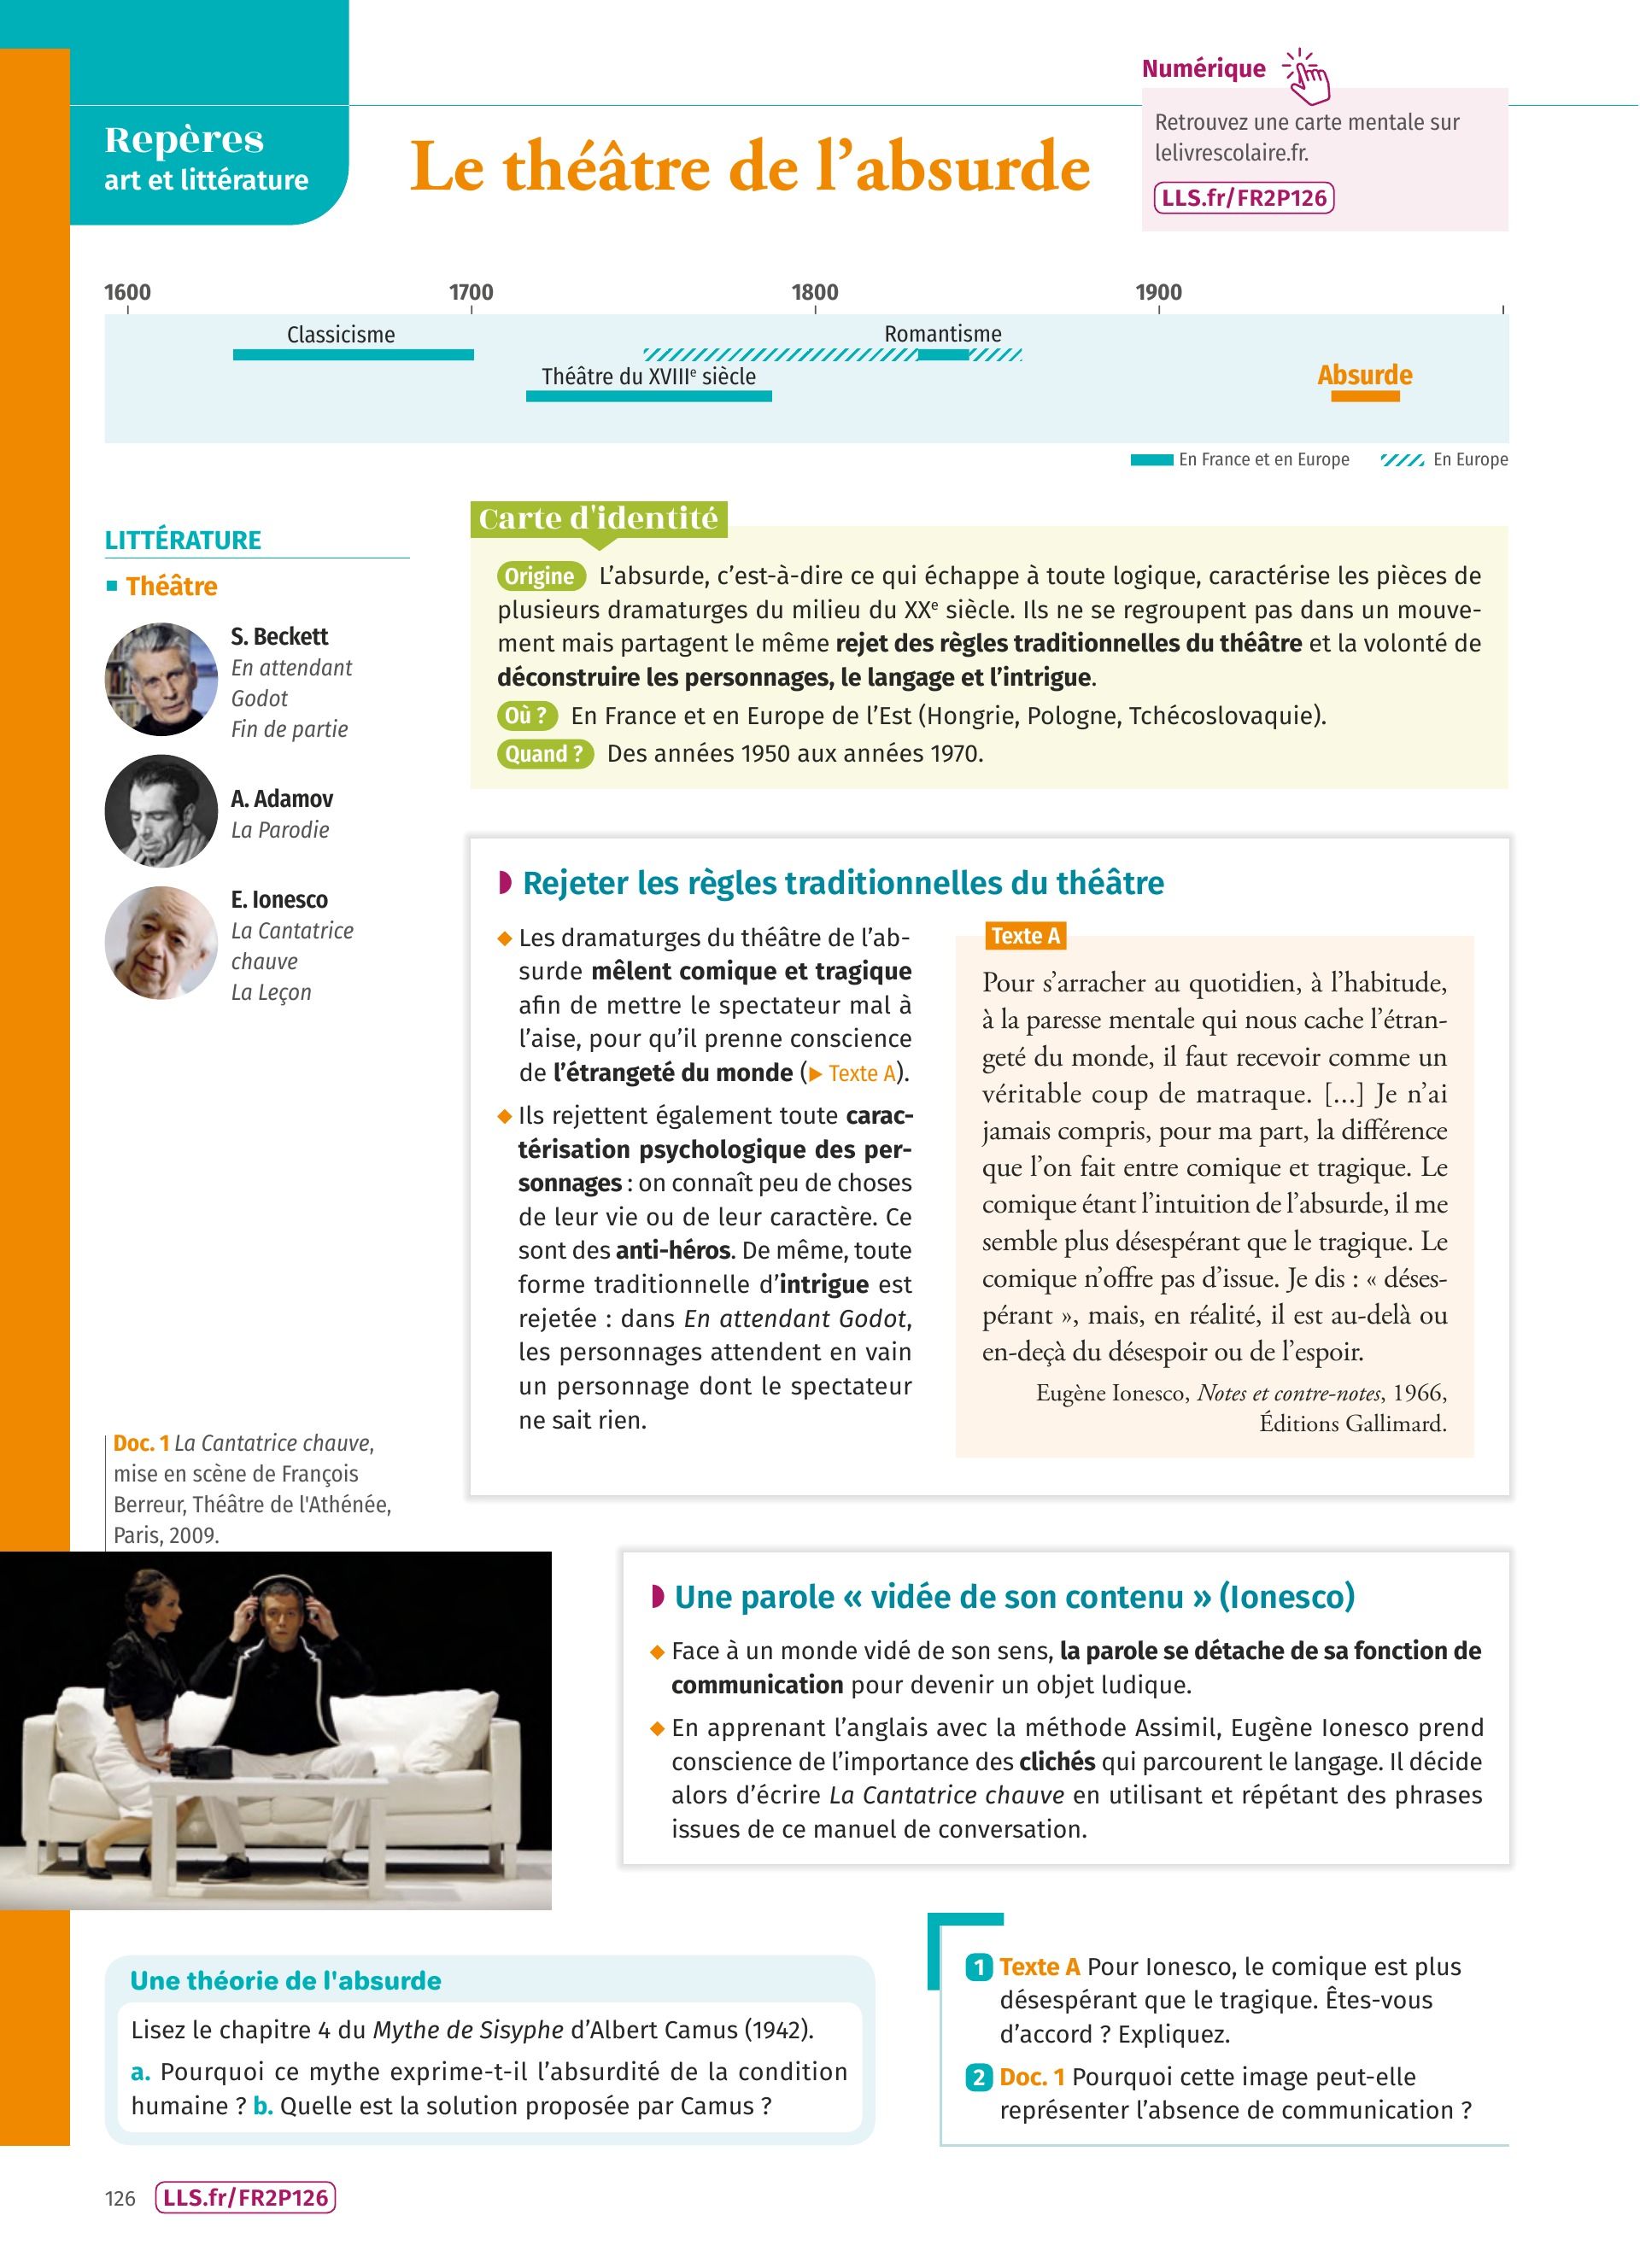 Repères
art et littérature
Le théâtre de l’absurde
Numérique
Retrouvez une carte mentale sur
lelivrescolaire.fr.
LLS.fr/FR2P126
1600 1700 1800 1900
Classicisme
Romantisme
Théâtre du XVIIIe siècle
Absurde
En France et en Europe En Europe
LITTÉRATURE
Théâtre
S. Beckett
En attendant
Godot
Fin de partie
A. Adamov
La Parodie
E. Ionesco
La Cantatrice
chauve
La Leçon
Carte d'identité
Origine L’absurde, c’est-à-dire ce qui échappe à toute logique, caractérise les pièces de
plusieurs dramaturges du milieu du XXe siècle. Ils ne se regroupent pas dans un mouve-
ment mais partagent le même rejet des règles traditionnelles du théâtre et la volonté de
déconstruire les personnages, le langage et l’intrigue.
Où ? En France et en Europe de l’Est (Hongrie, Pologne, Tchécoslovaquie).
Quand ? Des années 1950 aux années 1970.
Rejeter les règles traditionnelles du théâtre
Les dramaturges du théâtre de l’ab-
surde mêlent comique et tragique
afin de mettre le spectateur mal à
l’aise, pour qu’il prenne conscience
de l’étrangeté du monde (▶ Texte A).
Ils rejettent également toute carac-
térisation psychologique des per-
sonnages : on connaît peu de choses
de leur vie ou de leur caractère. Ce
sont des anti-héros. De même, toute
forme traditionnelle d’intrigue est
rejetée : dans En attendant Godot,
les personnages attendent en vain
un personnage dont le spectateur
ne sait rien.
Texte A
Pour s’arracher au quotidien, à l’habitude,
à la paresse mentale qui nous cache l’étran-
geté du monde, il faut recevoir comme un
véritable coup de matraque. [...] Je n’ai
jamais compris, pour ma part, la différence
que l’on fait entre comique et tragique. Le
comique étant l’intuition de l’absurde, il me
semble plus désespérant que le tragique. Le
comique n’offre pas d’issue. Je dis : « déses-
pérant », mais, en réalité, il est au-delà ou
en-deçà du désespoir ou de l’espoir.
Eugène Ionesco, Notes et contre-notes, 1966,
Éditions Gallimard.
Doc. 1 La Cantatrice chauve,
mise en scène de François
Berreur, Théâtre de l'Athénée,
Paris, 2009.
Une parole « vidée de son contenu » (Ionesco)
Face à un monde vidé de son sens, la parole se détache de sa fonction de
communication pour devenir un objet ludique.
En apprenant l’anglais avec la méthode Assimil, Eugène Ionesco prend
conscience de l’importance des clichés qui parcourent le langage. Il décide
alors d’écrire La Cantatrice chauve en utilisant et répétant des phrases
issues de ce manuel de conversation.
Une théorie de l'absurde
Lisez le chapitre 4 du Mythe de Sisyphe d’Albert Camus (1942).
a. Pourquoi ce mythe exprime-t-il l’absurdité de la condition
humaine ? b. Quelle est la solution proposée par Camus ?
1 Texte A Pour Ionesco, le comique est plus
désespérant que le tragique. Êtes-vous
d’accord ? Expliquez.
2 Doc. 1 Pourquoi cette image peut-elle
représenter l’absence de communication ?
126 LLS.fr/FR2P126